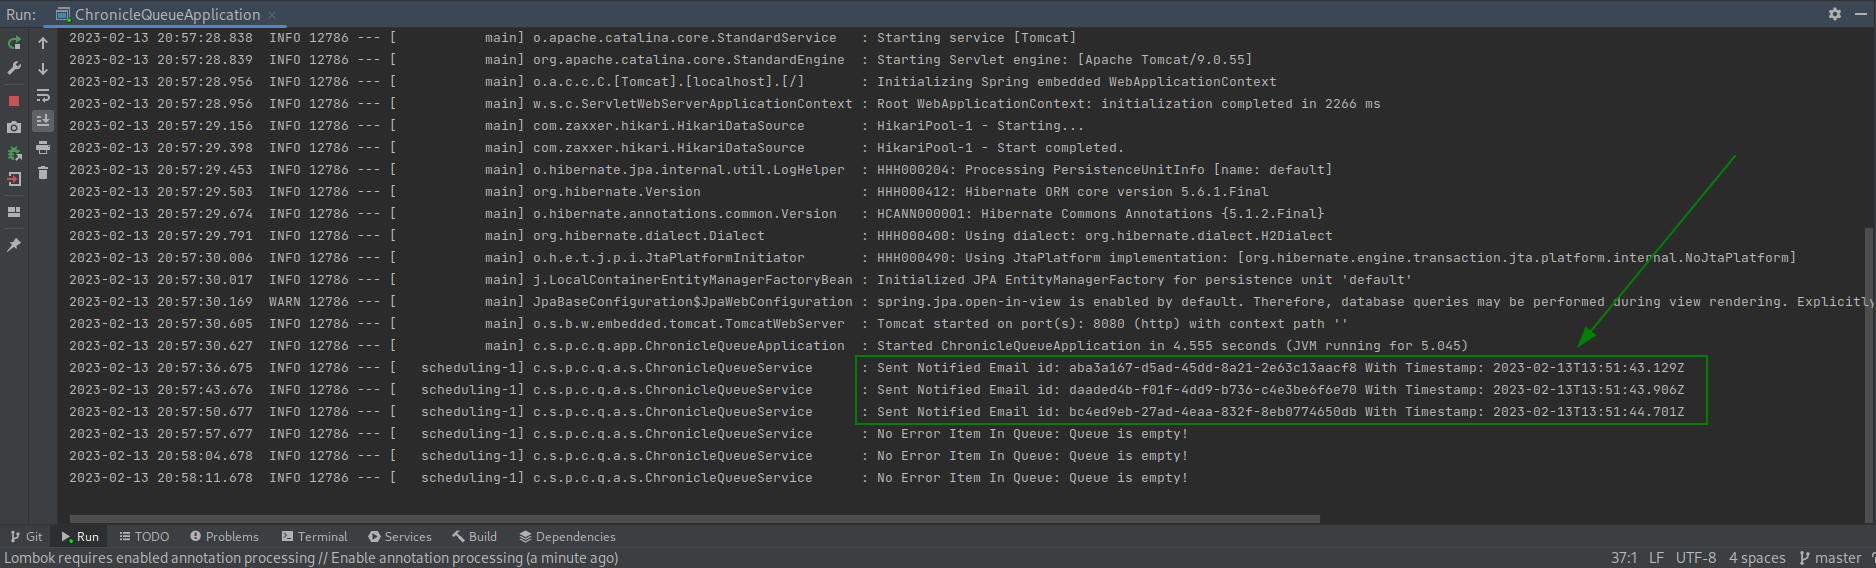 Run: ChronicleQueueApplication
2023-02-13 20:57:28.838  INFO 12786 --- [           main] o.apache.catalina.core.StandardService   : Starting service [Tomcat]
2023-02-13 20:57:28.839  INFO 12786 --- [           main] org.apache.catalina.core.StandardEngine  : Starting Servlet engine: [Apache Tomcat/9.0.55]
2023-02-13 20:57:28.956  INFO 12786 --- [           main] o.a.c.c.C.[Tomcat].[localhost].[/]       : Initializing Spring embedded WebApplicationContext
2023-02-13 20:57:28.956  INFO 12786 --- [           main] w.s.c.ServletWebServerApplicationContext : Root WebApplicationContext: initialization completed in 2266 ms
2023-02-13 20:57:29.156  INFO 12786 --- [           main] com.zaxxer.hikari.HikariDataSource       : HikariPool-1 - Starting...
2023-02-13 20:57:29.398  INFO 12786 --- [           main] com.zaxxer.hikari.HikariDataSource       : HikariPool-1 - Start completed.
2023-02-13 20:57:29.453  INFO 12786 --- [           main] o.hibernate.jpa.internal.util.LogHelper  : HHH000204: Processing PersistenceUnitInfo [name: default]
2023-02-13 20:57:29.503  INFO 12786 --- [           main] org.hibernate.Version                    : HHH000412: Hibernate ORM core version 5.6.1.Final
2023-02-13 20:57:29.674  INFO 12786 --- [           main] o.hibernate.annotations.common.Version   : HCANN000001: Hibernate Commons Annotations {5.1.2.Final}
2023-02-13 20:57:29.791  INFO 12786 --- [           main] org.hibernate.dialect.Dialect            : HHH000400: Using dialect: org.hibernate.dialect.H2Dialect
2023-02-13 20:57:30.006  INFO 12786 --- [           main] o.h.e.t.j.p.i.JtaPlatformInitiator       : HHH000490: Using JtaPlatform implementation: [org.hibernate.engine.transaction.jta.platform.internal.NoJtaPlatform]
2023-02-13 20:57:30.017  INFO 12786 --- [           main] j.LocalContainerEntityManagerFactoryBean : Initialized JPA EntityManagerFactory for persistence unit 'default'
2023-02-13 20:57:30.169  WARN 12786 --- [           main] JpaBaseConfiguration$JpaWebConfiguration : spring.jpa.open-in-view is enabled by default. Therefore, database queries may be performed during view rendering. Explicitly
2023-02-13 20:57:30.605  INFO 12786 --- [           main] o.s.b.w.embedded.tomcat.TomcatWebServer  : Tomcat started on port(s): 8080 (http) with context path ''
2023-02-13 20:57:30.627  INFO 12786 --- [           main] c.s.p.c.q.app.ChronicleQueueApplication  : Started ChronicleQueueApplication in 4.555 seconds (JVM running for 5.045)
2023-02-13 20:57:36.675  INFO 12786 --- [   scheduling-1] c.s.p.c.q.a.s.ChronicleQueueService      : Sent Notified Email id: aba3a167-d5ad-45dd-8a21-2e63c13aacf8 With Timestamp: 2023-02-13T13:51:43.129Z
2023-02-13 20:57:43.676  INFO 12786 --- [   scheduling-1] c.s.p.c.q.a.s.ChronicleQueueService      : Sent Notified Email id: daaded4b-f01f-4dd9-b736-c4e3be6f6e70 With Timestamp: 2023-02-13T13:51:43.906Z
2023-02-13 20:57:50.677  INFO 12786 --- [   scheduling-1] c.s.p.c.q.a.s.ChronicleQueueService      : Sent Notified Email id: bc4ed9eb-27ad-4eaa-832f-8eb0774650db With Timestamp: 2023-02-13T13:51:44.701Z
2023-02-13 20:57:57.677  INFO 12786 --- [   scheduling-1] c.s.p.c.q.a.s.ChronicleQueueService      : No Error Item In Queue: Queue is empty!
2023-02-13 20:58:04.678  INFO 12786 --- [   scheduling-1] c.s.p.c.q.a.s.ChronicleQueueService      : No Error Item In Queue: Queue is empty!
2023-02-13 20:58:11.678  INFO 12786 --- [   scheduling-1] c.s.p.c.q.a.s.ChronicleQueueService      : No Error Item In Queue: Queue is empty!
Git Run TODO Problems Terminal Services Build Dependencies
Lombok requires enabled annotation processing // Enable annotation processing (a minute ago) 37:1 LF UTF-8 4 spaces master